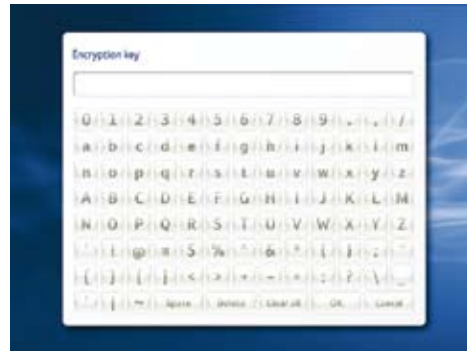 Encryption key
0 1 2 3 4 5 6 7 8 9 . , /
a b c d e f g h i j k l m
n o p q r s t u v w x y z
A B C D E F G H I J K L M
N O P Q R S T U V W X Y Z
@ # $ % ^ & *
< >
Space Delete Clear all OK Cancel